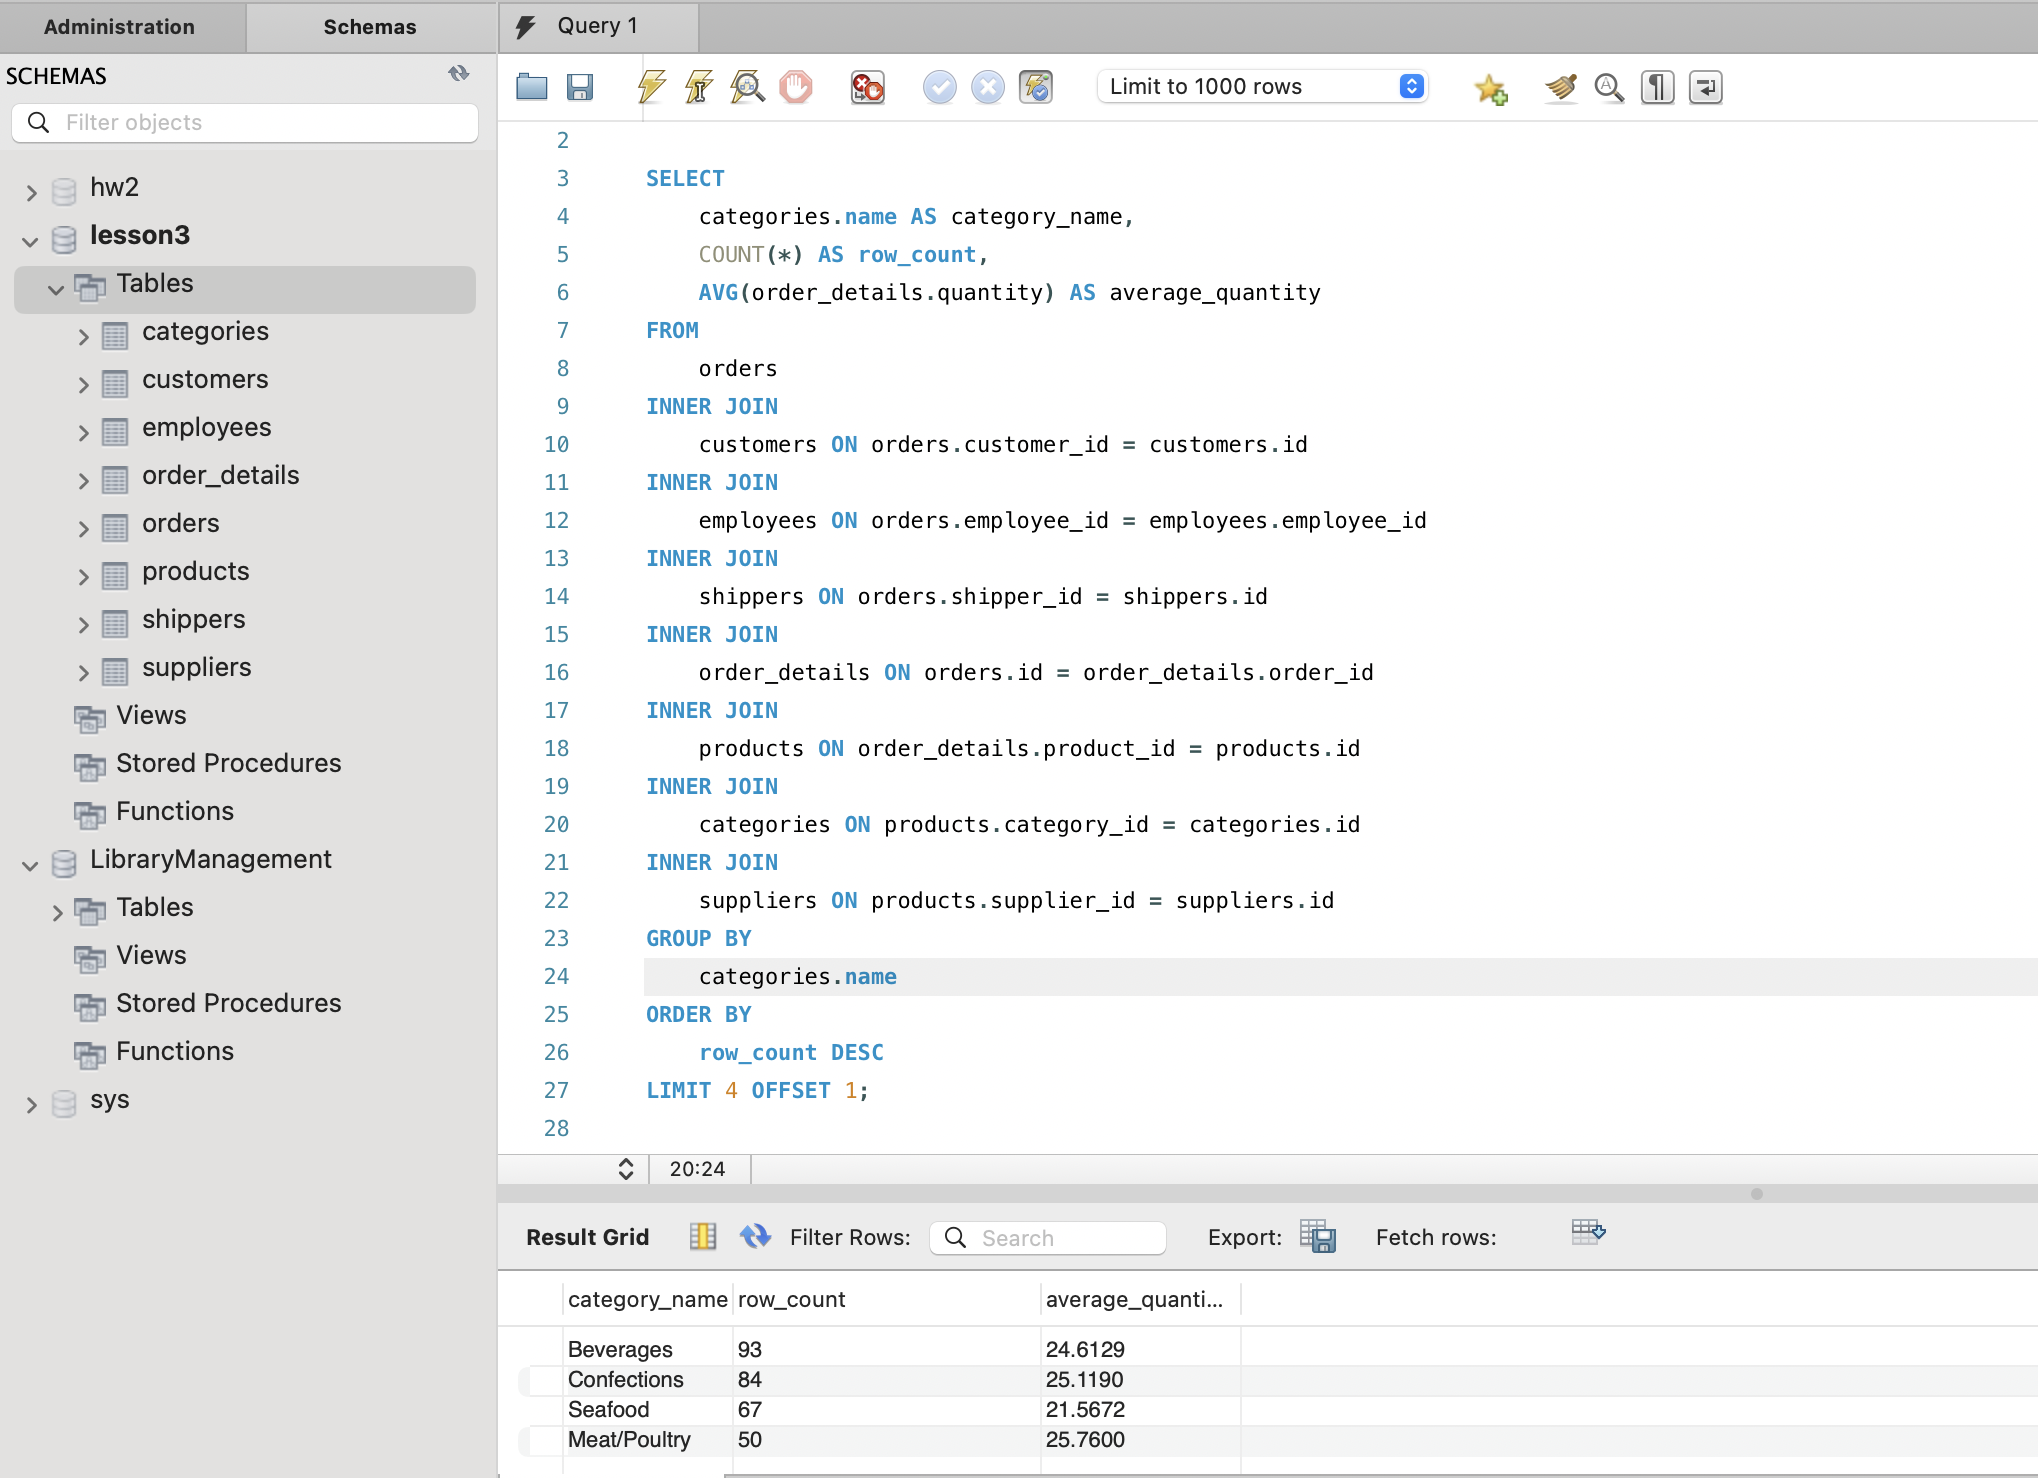 Administration
Schemas
SCHEMAS
Filter objects
hw2
lesson3
Tables
categories
customers
employees
order_details
orders
products
shippers
suppliers
Views
Stored Procedures
Functions
LibraryManagement
Tables
Views
Stored Procedures
Functions
sys
Query 1
Limit to 1000 rows
2
3 SELECT
4 categories.name AS category_name,
5 COUNT(*) AS row_count,
6 AVG(order_details.quantity) AS average_quantity
7 FROM
8 orders
9 INNER JOIN
10 customers ON orders.customer_id = customers.id
11 INNER JOIN
12 employees ON orders.employee_id = employees.employee_id
13 INNER JOIN
14 shippers ON orders.shipper_id = shippers.id
15 INNER JOIN
16 order_details ON orders.id = order_details.order_id
17 INNER JOIN
18 products ON order_details.product_id = products.id
19 INNER JOIN
20 categories ON products.category_id = categories.id
21 INNER JOIN
22 suppliers ON products.supplier_id = suppliers.id
23 GROUP BY
24 categories.name
25 ORDER BY
26 row_count DESC
27 LIMIT 4 OFFSET 1;
28
20:24
Result Grid Filter Rows: Search Export: Fetch rows:
category_name row_count average_quanti...
Beverages 93 24.6129
Confections 84 25.1190
Seafood 67 21.5672
Meat/Poultry 50 25.7600